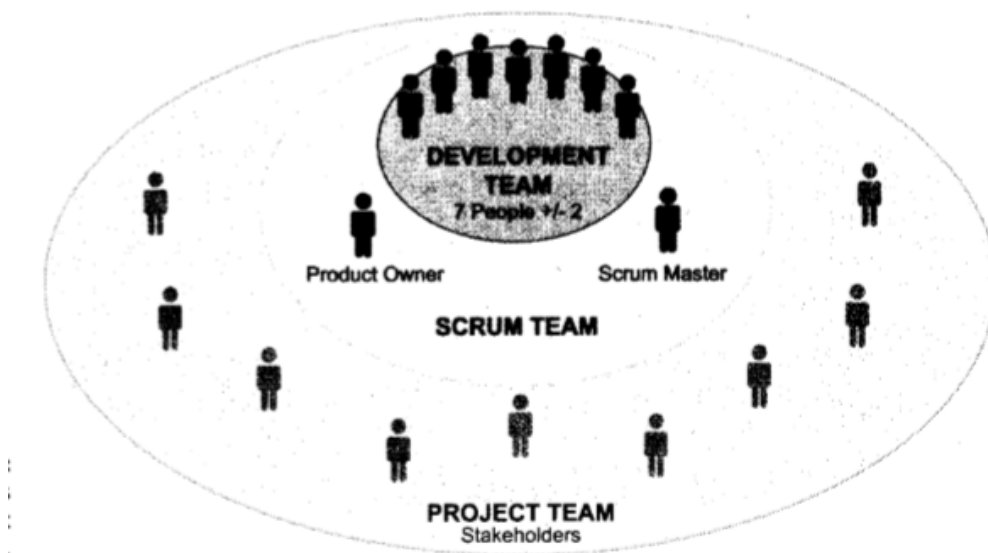 DEVELOPMENT
TEAM
7 People +/- 2
Product Owner
Scrum Master
SCRUM TEAM
PROJECT TEAM
Stakeholders